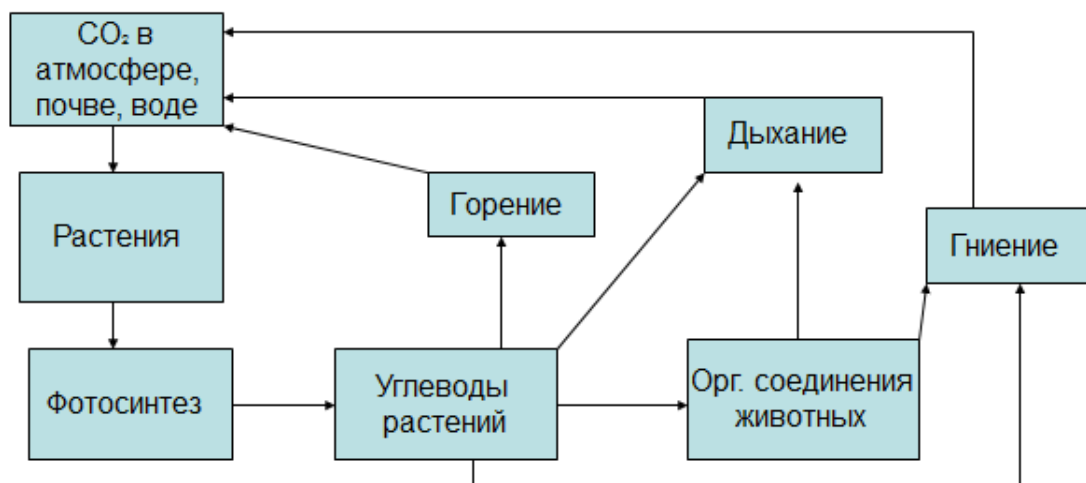 CO₂ в
атмосфере,
почве, воде
Дыхание
Горение
Растения
Гниение
Фотосинтез
Углеводы
растений
Орг. соединения
животных